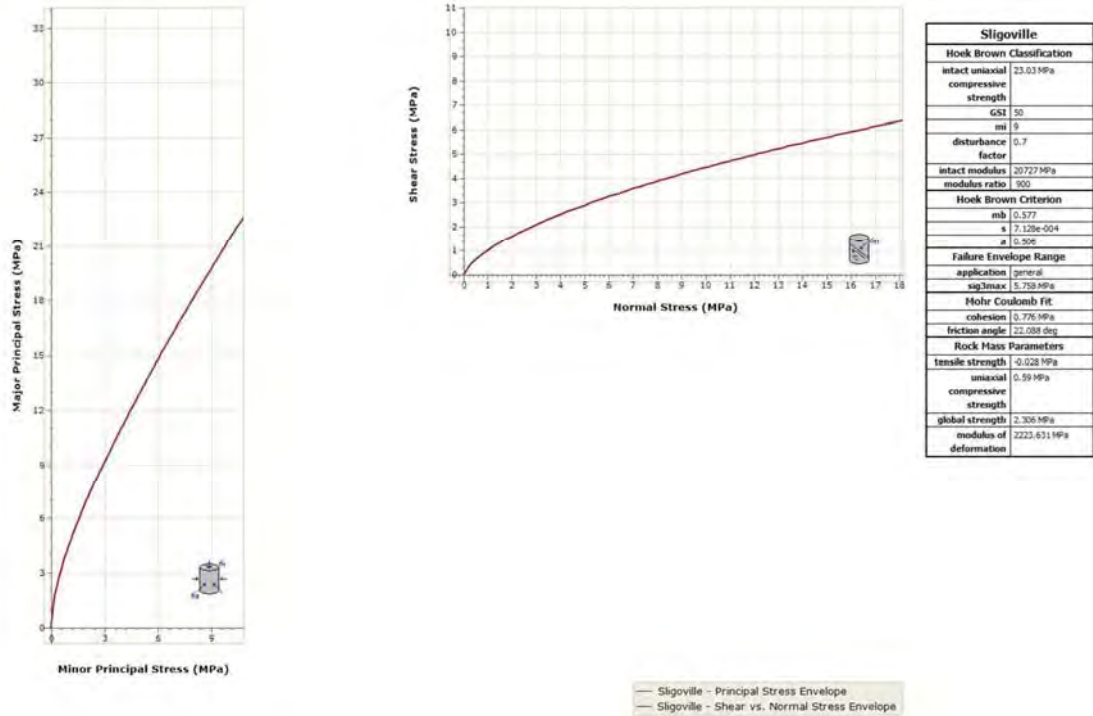 33
30
27
24
21
18
15
12
9
6
3
0
0 3 6 9
Major Principal Stress (MPa)
Minor Principal Stress (MPa)
11
10
9
8
7
6
5
4
3
2
1
0
0 1 2 3 4 5 6 7 8 9 10 11 12 13 14 15 16 17 18
Shear Stress (MPa)
Normal Stress (MPa)
Sligoville
Hoek Brown Classification
intact uniaxial 23.03 MPa
compressive
strength
GSI 50
mi 9
disturbance 0.7
factor
intact modulus 20727 MPa
modulus ratio 900
Hoek Brown Criterion
mb 0.577
s 7.128e-004
a 0.506
Failure Envelope Range
application general
sig3max 5.758 MPa
Mohr Coulomb Fit
cohesion 0.776 MPa
friction angle 22.088 deg
Rock Mass Parameters
tensile strength -0.028 MPa
uniaxial 0.59 MPa
compressive
strength
global strength 2.306 MPa
modulus of 2223.631 MPa
deformation
Sligoville - Principal Stress Envelope
Sligoville - Shear vs. Normal Stress Envelope